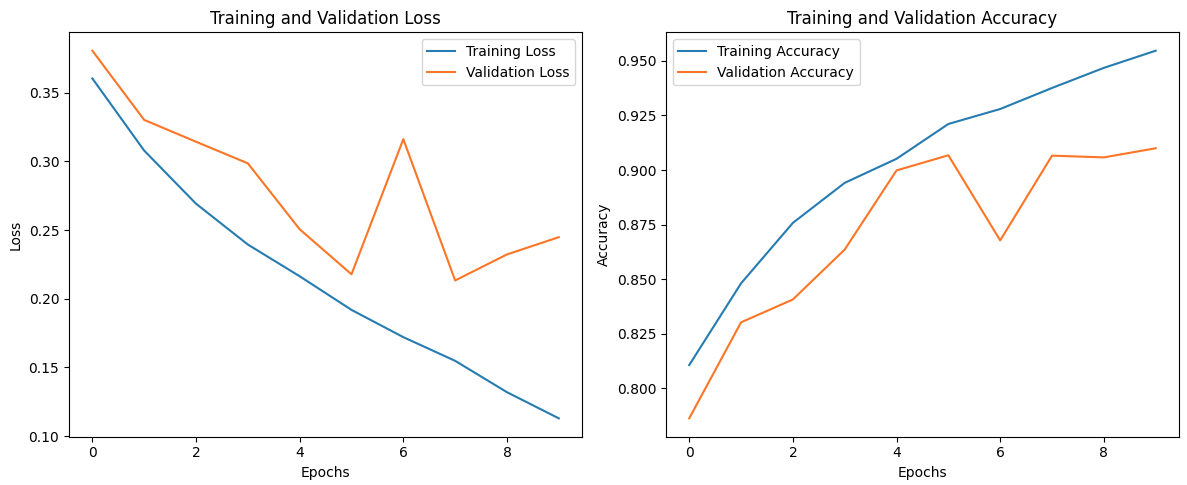 Training and Validation Loss
Training Loss
Validation Loss
0.35
0.30
0.25
0.20
0.15
0.10
Loss
0 2 4 6 8
Epochs
Training and Validation Accuracy
Training Accuracy
Validation Accuracy
0.950
0.925
0.900
0.875
0.850
0.825
0.800
Accuracy
0 2 4 6 8
Epochs